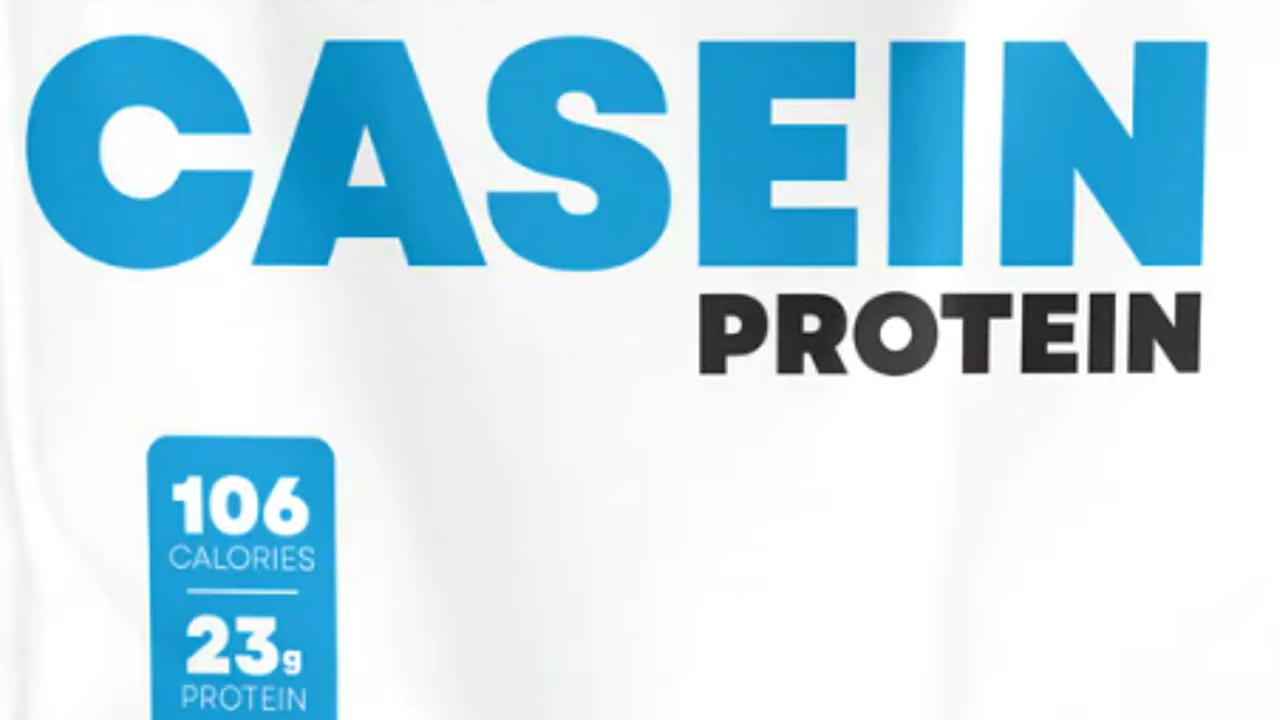 CASEIN
PROTEIN
106
CALORIES
23g
PROTEIN